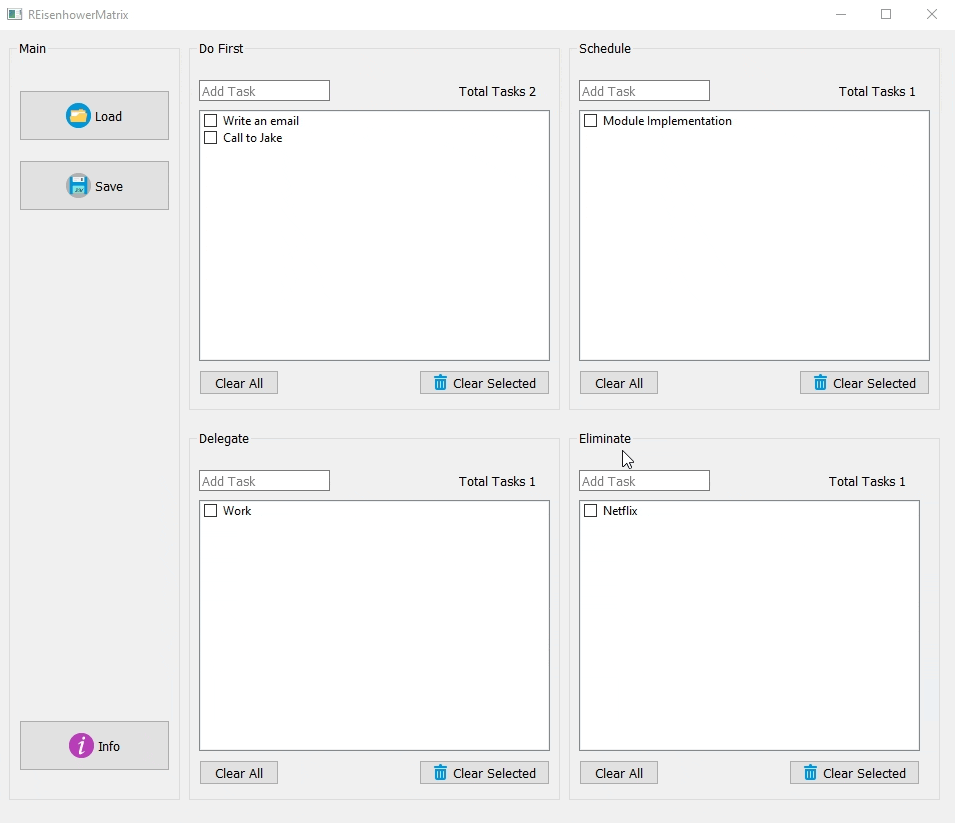 REisenhowerMatrix
Main
Load
Save
Info
Do First
Add Task
Total Tasks 2
Write an email
Call to Jake
Clear All
Clear Selected
Schedule
Add Task
Total Tasks 1
Module Implementation
Clear All
Clear Selected
Delegate
Add Task
Total Tasks 1
Work
Clear All
Clear Selected
Eliminate
Add Task
Total Tasks 1
Netflix
Clear All
Clear Selected